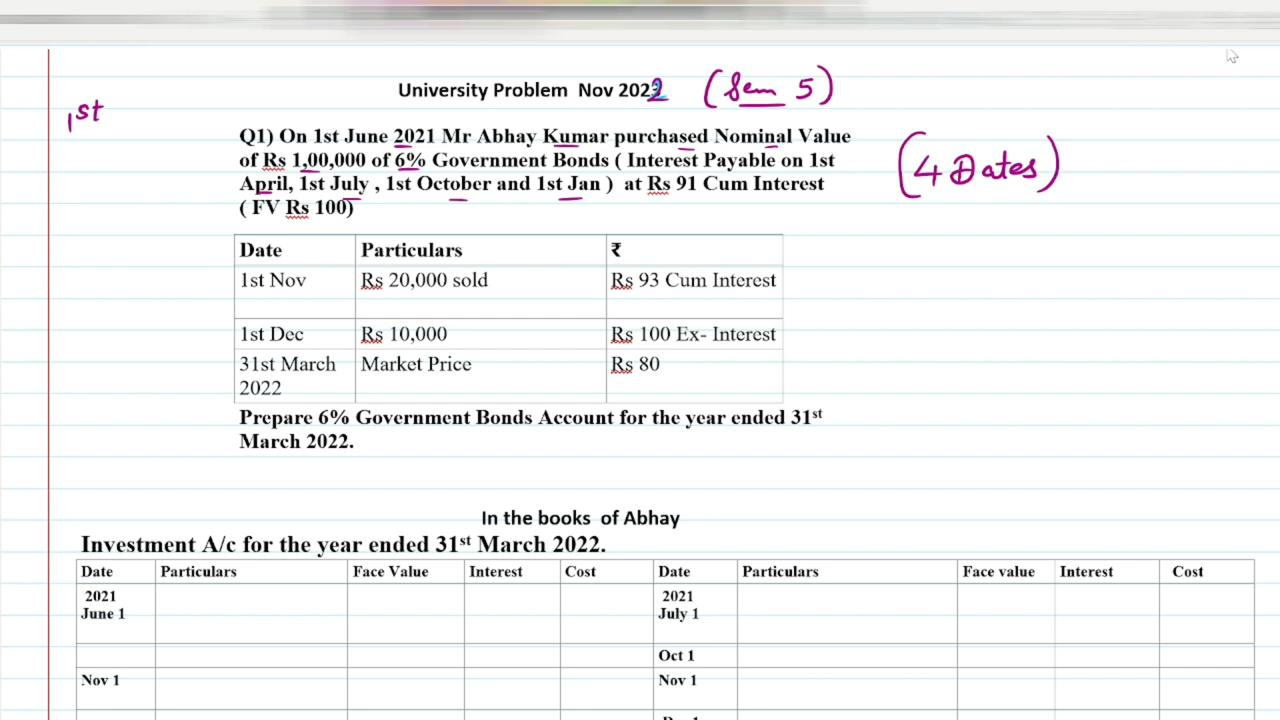 University Problem Nov 2022 (Sem 5)
1st
Q1) On 1st June 2021 Mr Abhay Kumar purchased Nominal Value
of Rs 1,00,000 of 6% Government Bonds ( Interest Payable on 1st
April, 1st July , 1st October and 1st Jan ) at Rs 91 Cum Interest
( FV Rs 100)
(4 Dates)
Date Particulars ₹
1st Nov Rs 20,000 sold Rs 93 Cum Interest
1st Dec Rs 10,000 Rs 100 Ex- Interest
31st March Market Price Rs 80
2022
Prepare 6% Government Bonds Account for the year ended 31st
March 2022.
In the books of Abhay
Investment A/c for the year ended 31st March 2022.
Date Particulars Face Value Interest Cost Date Particulars Face value Interest Cost
2021 2021
June 1 July 1
Oct 1
Nov 1 Nov 1